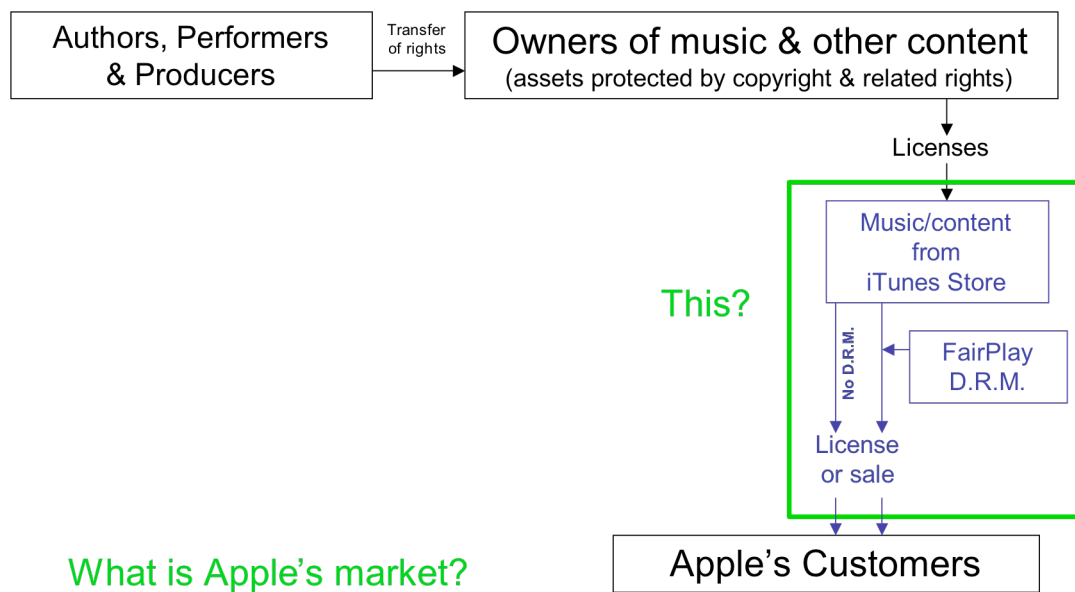 Authors, Performers
& Producers
Transfer
of rights
Owners of music & other content
(assets protected by copyright & related rights)
Licenses
Music/content
from
iTunes Store
This?
No D.R.M.
FairPlay
D.R.M.
License
or sale
Apple’s Customers
What is Apple’s market?